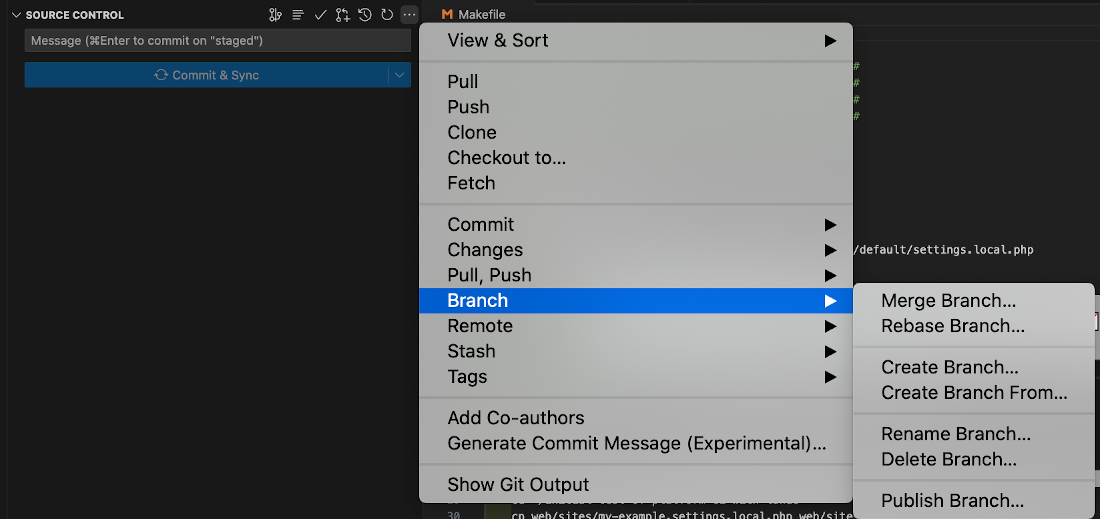 SOURCE CONTROL
Message (⌘Enter to commit on "staged")
Commit & Sync
Makefile
View & Sort
Pull
Push
Clone
Checkout to...
Fetch
Commit
Changes
Pull, Push
Branch
Remote
Stash
Tags
Add Co-authors
Generate Commit Message (Experimental)...
Show Git Output
Merge Branch...
Rebase Branch...
Create Branch...
Create Branch From...
Rename Branch...
Delete Branch...
Publish Branch...
#
#
#
#
/default/settings.local.php
30
cp web/sites/my-example.settings.local.php web/site